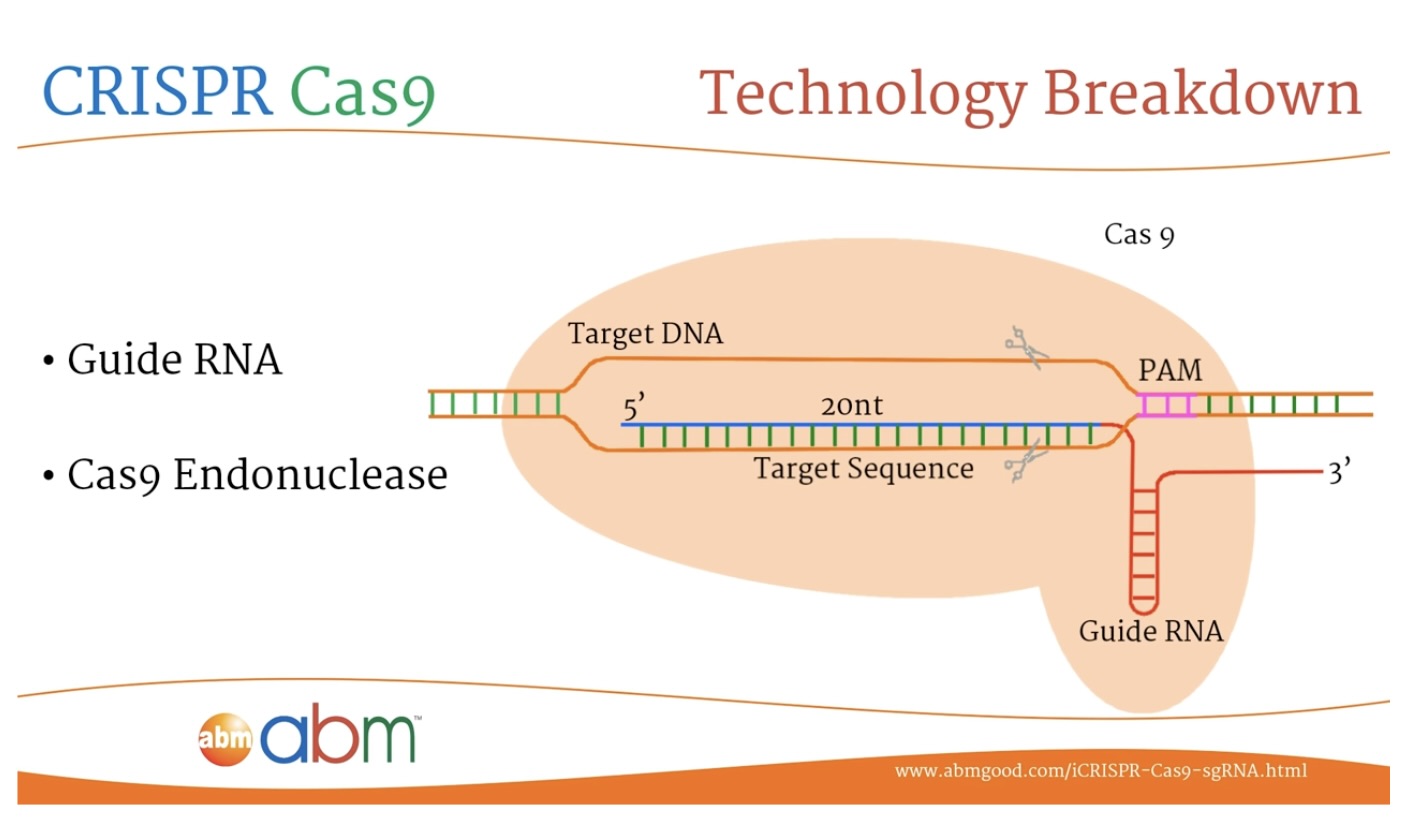 CRISPR Cas9
Technology Breakdown
• Guide RNA
• Cas9 Endonuclease
Cas 9
Target DNA
PAM
5’
20nt
Target Sequence
3’
Guide RNA
abm abm™
www.abmgood.com/iCRISPR-Cas9-sgRNA.html